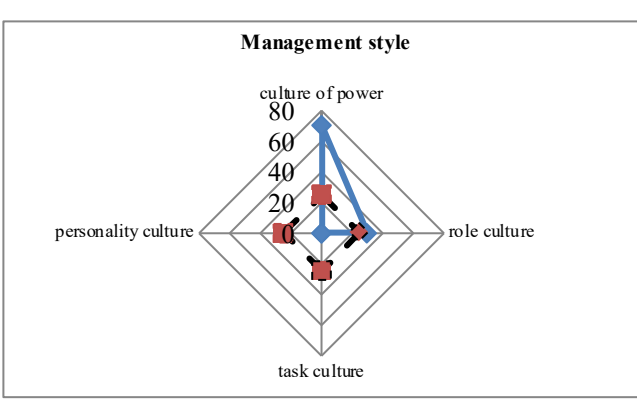 Management style
culture of power
80
60
40
20
0
personality culture
role culture
task culture